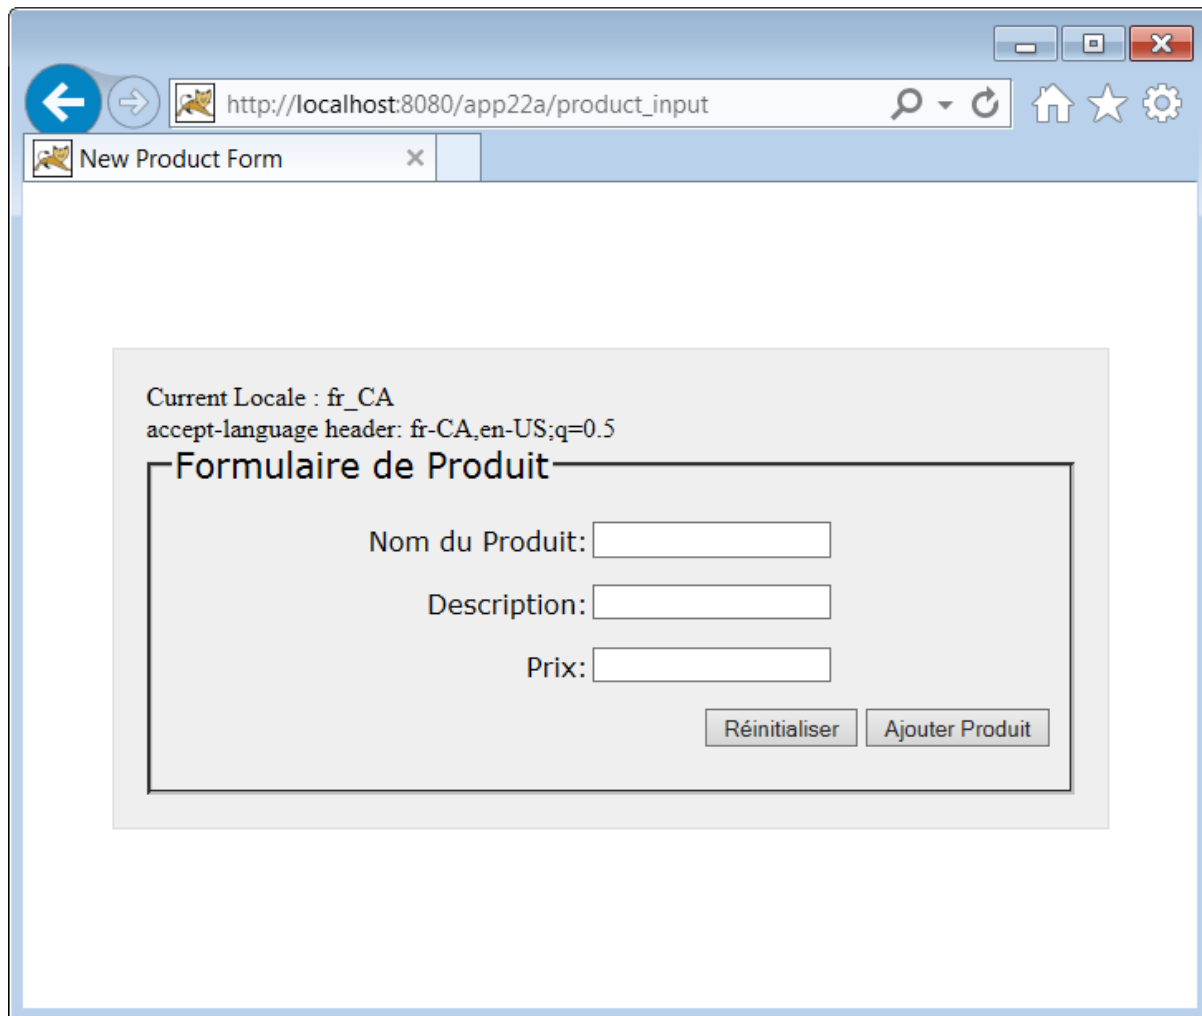 http://localhost:8080/app22a/product_input
New Product Form
Current Locale : fr_CA
accept-language header: fr-CA,en-US;q=0.5
Formulaire de Produit
Nom du Produit:
Description:
Prix:
Réinitialiser Ajouter Produit